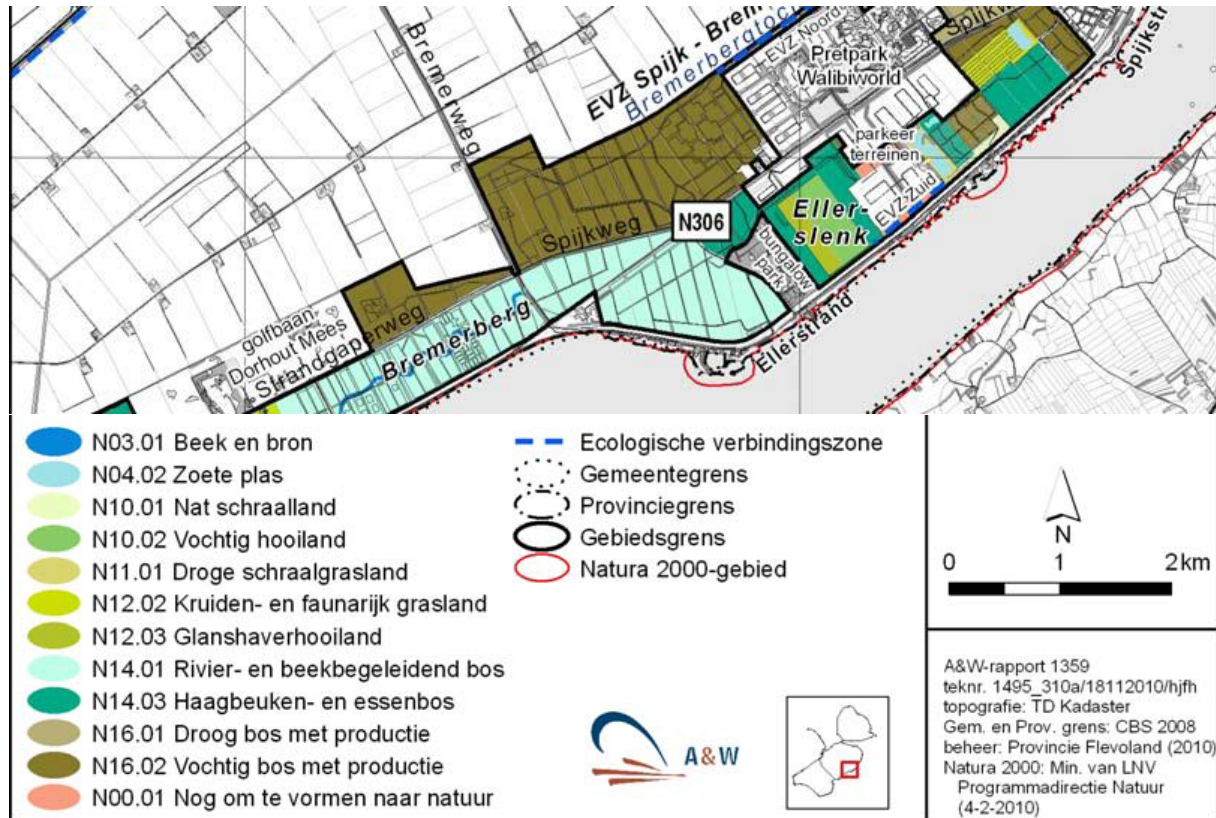 Bremerweg
EVZ Spijk - Brem
Bremerbergtoch
EVZ Noord
Pretpark
Walibiworld
Spijkw
Spijkstr
parkeer
terreinen
EVZ-Zuid
Eller-
slenk
N306
Spijkweg
bungalow
park
Ellerstrand
golfbaan
Dorhout Mees
Strandgaperweg
Bremerberg
N03.01 Beek en bron
N04.02 Zoete plas
N10.01 Nat schraalland
N10.02 Vochtig hooiland
N11.01 Droge schraalgrasland
N12.02 Kruiden- en faunarijk grasland
N12.03 Glanshaverhooiland
N14.01 Rivier- en beekbegeleidend bos
N14.03 Haagbeuken- en essenbos
N16.01 Droog bos met productie
N16.02 Vochtig bos met productie
N00.01 Nog om te vormen naar natuur
Ecologische verbindingszone
Gemeentegrens
Provinciegrens
Gebiedsgrens
Natura 2000-gebied
A&W
N
0 1 2 km
A&W-rapport 1359
teknr. 1495_310a/18112010/hjfh
topografie: TD Kadaster
Gem. en Prov. grens: CBS 2008
beheer: Provincie Flevoland (2010)
Natura 2000: Min. van LNV
Programmadirectie Natuur
(4-2-2010)